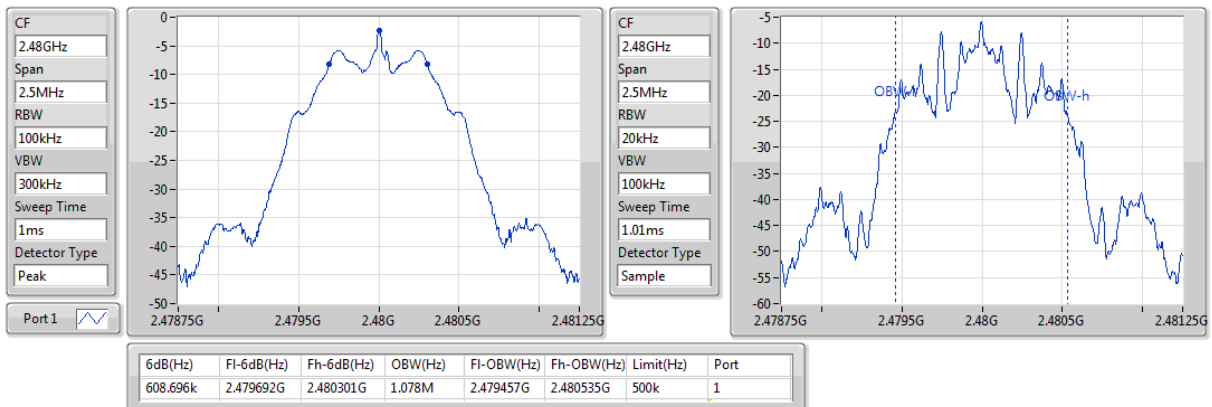 CF
2.48GHz
Span
2.5MHz
RBW
100kHz
VBW
300kHz
Sweep Time
1ms
Detector Type
Peak
Port 1
0
-5
-10
-15
-20
-25
-30
-35
-40
-45
-50
2.47875G 2.4795G 2.48G 2.4805G 2.48125G
CF
2.48GHz
Span
2.5MHz
RBW
20kHz
VBW
100kHz
Sweep Time
1.01ms
Detector Type
Sample
-5
-10
-15
-20
-25
-30
-35
-40
-45
-50
-55
-60
OBW-h
2.47875G 2.4795G 2.48G 2.4805G 2.48125G
6dB(Hz) Fl-6dB(Hz) Fh-6dB(Hz) OBW(Hz) Fl-OBW(Hz) Fh-OBW(Hz) Limit(Hz) Port
608.696k 2.479692G 2.480301G 1.078M 2.479457G 2.480535G 500k 1